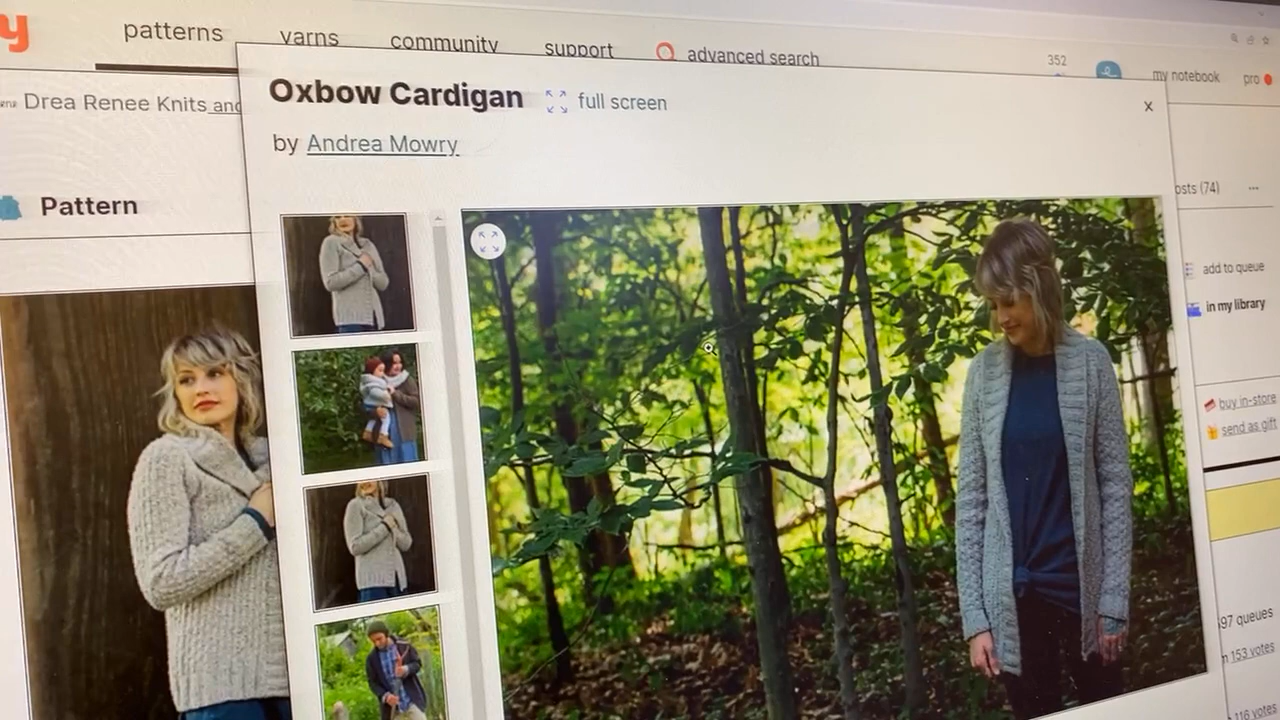 y
patterns yarns community support advanced search
352
my notebook
pro
Drea Renee Knits and
Oxbow Cardigan full screen x
by Andrea Mowry
Pattern
(74) ...
add to queue
in my library
buy in-store
send as gift
queues
153 votes
116 votes